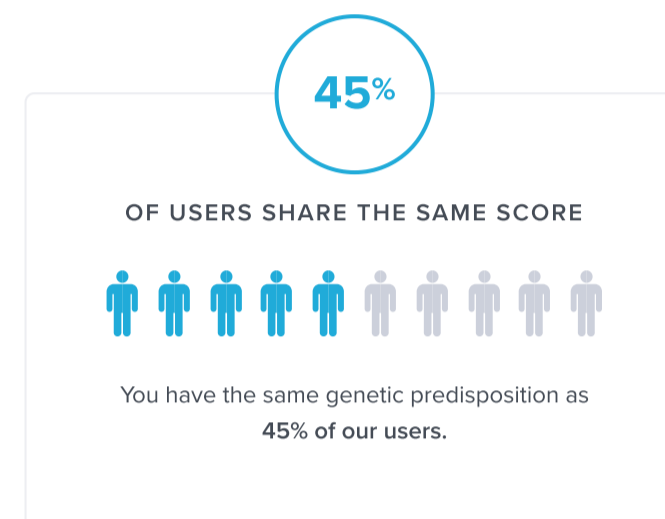 45%
OF USERS SHARE THE SAME SCORE
You have the same genetic predisposition as
45% of our users.